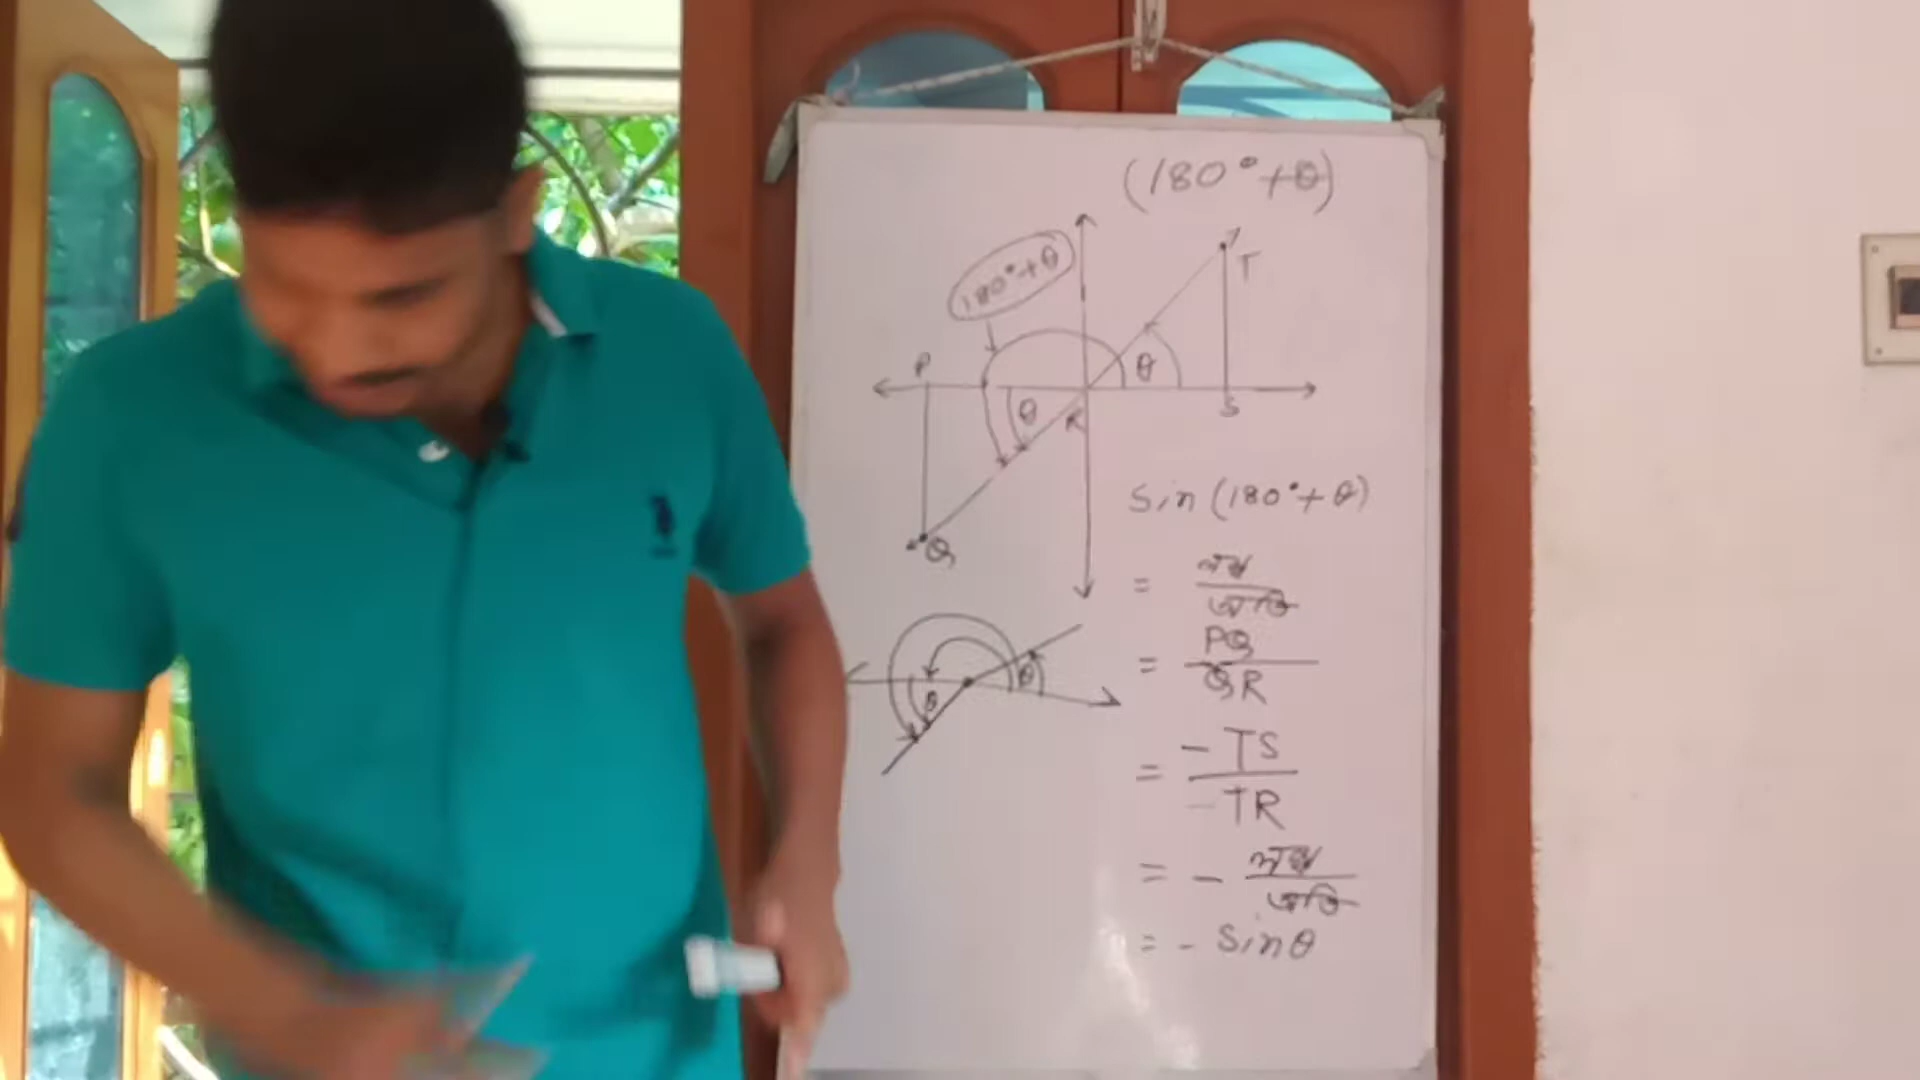 (180°+θ)
180°+θ
T
P
θ
θ
R
S
Q
Sin (180°+θ)
= লম্ব
অতি
= PQ
QR
= - TS
- TR
θ
θ
= - লম্ব
অতি
= - Sinθ